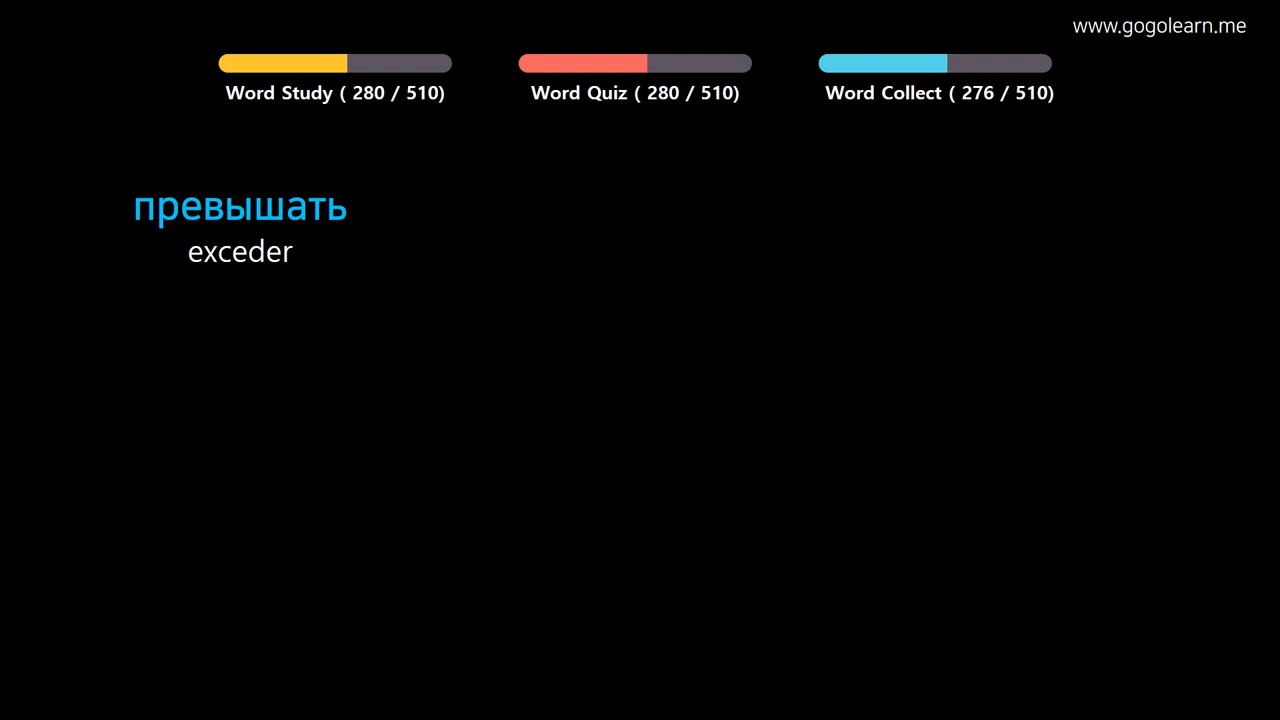 www.gogolearn.me
Word Study ( 280 / 510)
Word Quiz ( 280 / 510)
Word Collect ( 276 / 510)
превышать
exceder